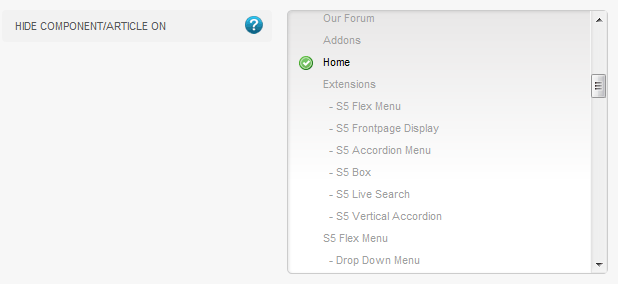 HIDE COMPONENT/ARTICLE ON
?
Our Forum
Addons
Home
Extensions
- S5 Flex Menu
- S5 Frontpage Display
- S5 Accordion Menu
- S5 Box
- S5 Live Search
- S5 Vertical Accordion
S5 Flex Menu
- Drop Down Menu